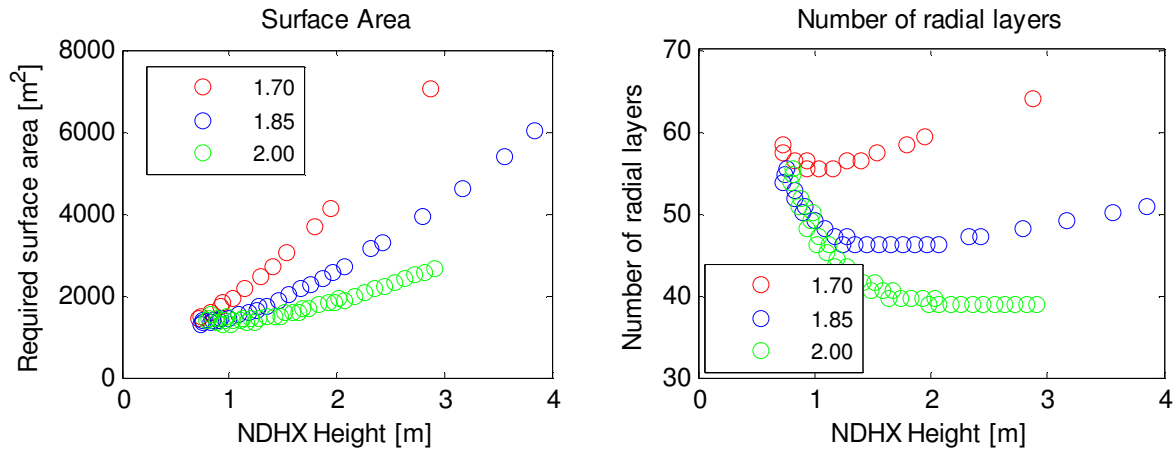 Surface Area
Required surface area [m²]
8000
6000
4000
2000
0
1.70
1.85
2.00
0 1 2 3 4
NDHX Height [m]
Number of radial layers
Number of radial layers
70
60
50
40
30
1.70
1.85
2.00
0 1 2 3 4
NDHX Height [m]